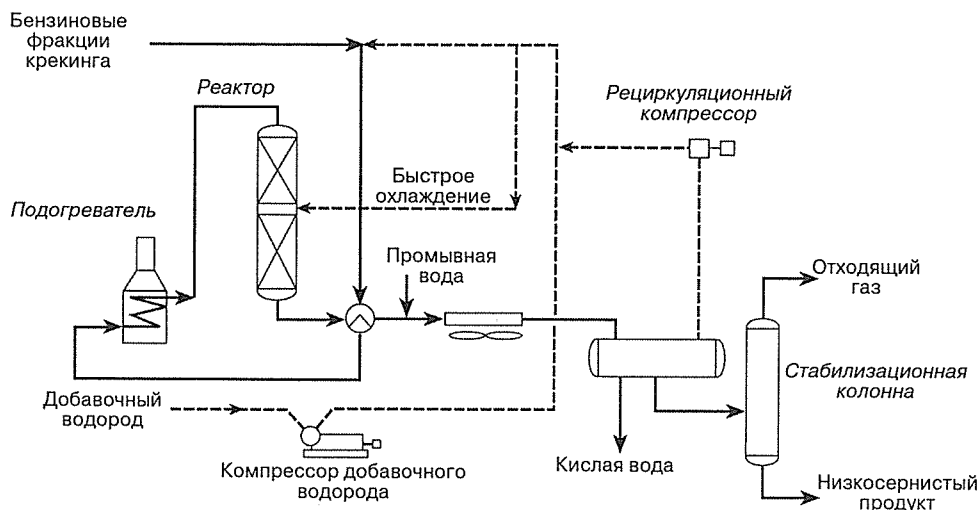 Бензиновые
фракции
крекинга
Реактор
Рециркуляционный
компрессор
Быстрое
охлаждение
Подогреватель
Промывная
вода
Отходящий
газ
Стабилизационная
колонна
Добавочный
водород
Кислая вода
Компрессор добавочного
водорода
Низкосернистый
продукт